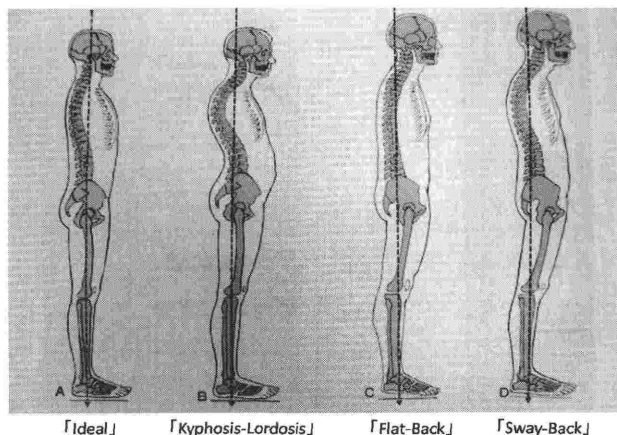 A B C D
「Ideal」 「Kyphosis-Lordosis」 「Flat-Back」 「Sway-Back」